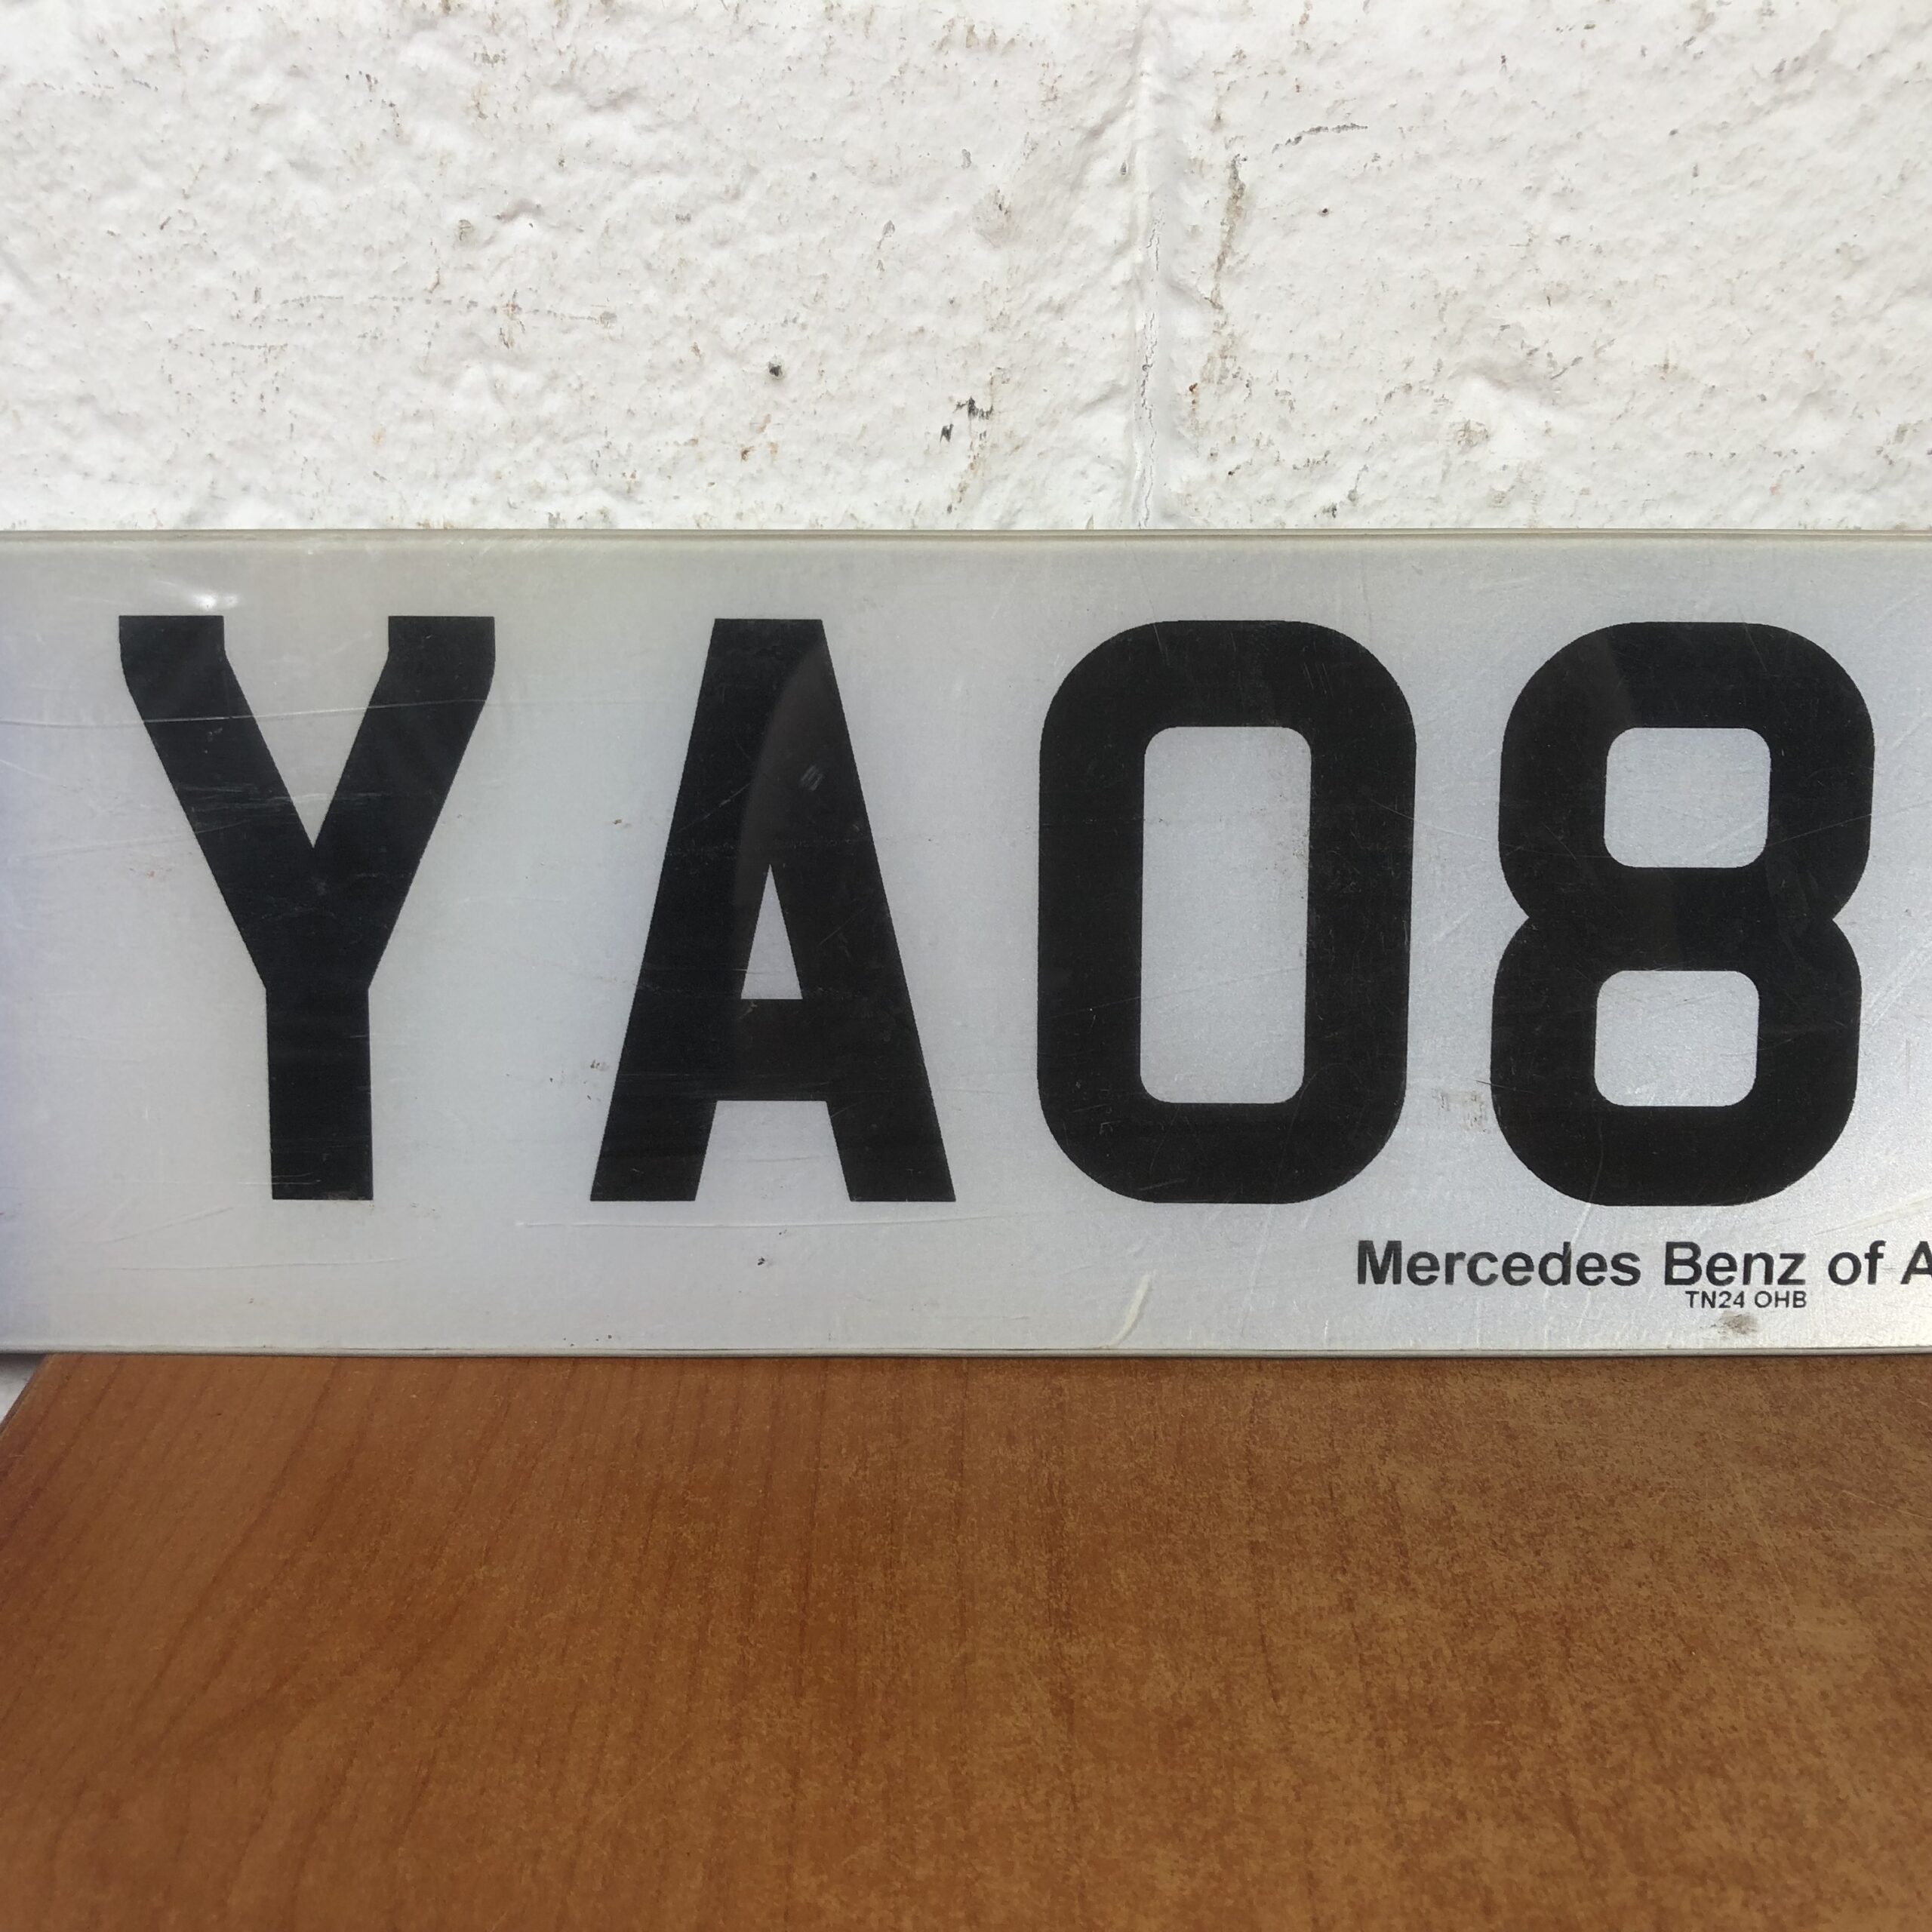 YA08
Mercedes Benz of A
TN24 OHB